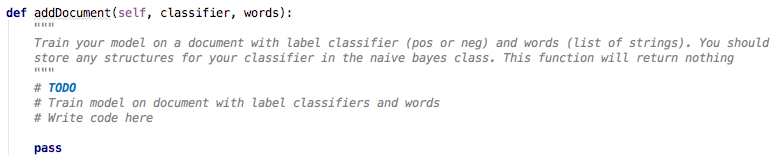 def addDocument(self, classifier, words):
"""
Train your model on a document with label classifier (pos or neg) and words (list of strings). You should
store any structures for your classifier in the naive bayes class. This function will return nothing
"""
# TODO
# Train model on document with label classifiers and words
# Write code here
pass